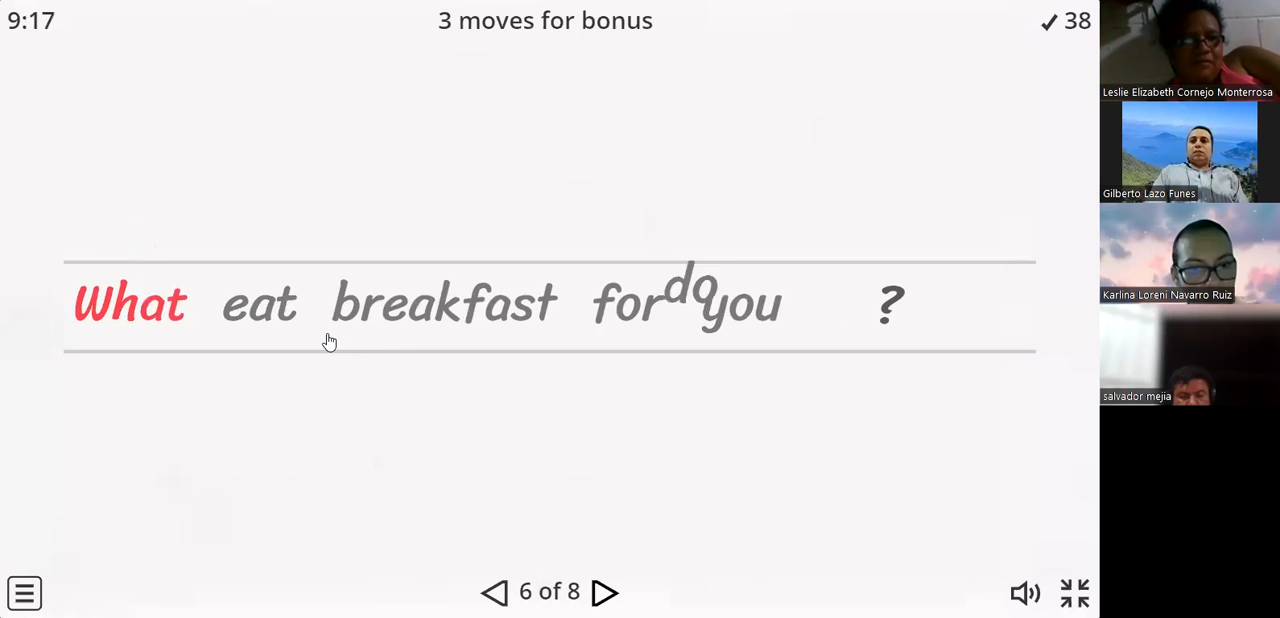 9:17
3 moves for bonus
✓ 38
What eat breakfast for do you ?
6 of 8
Leslie Elizabeth Cornejo Monterrosa
Gilberto Lazo Funes
Karlina Loreni Navarro Ruiz
salvador mejia